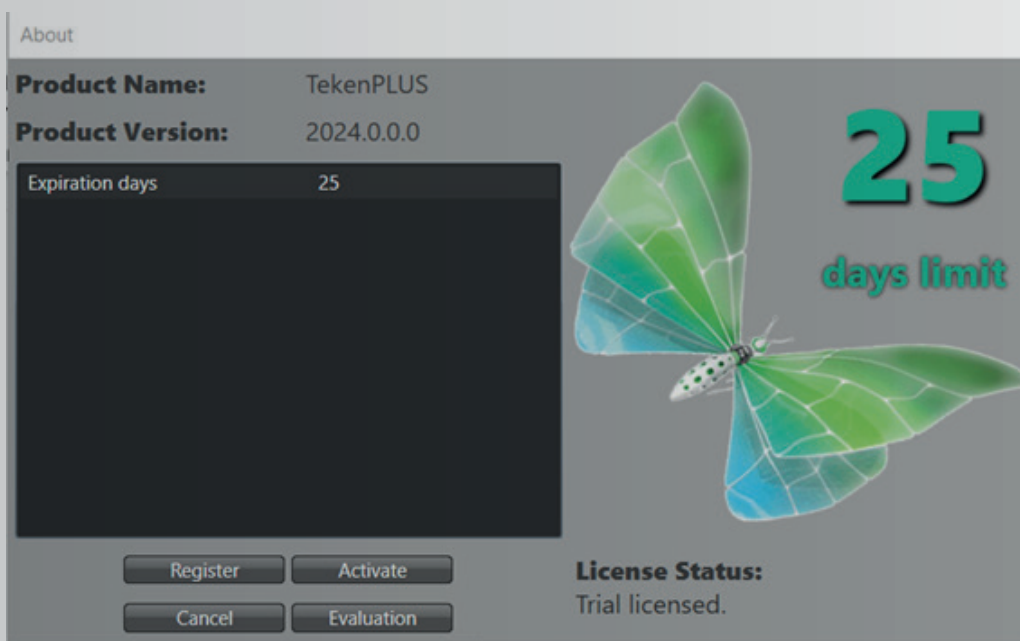 About
Product Name: TekenPLUS
Product Version: 2024.0.0.0
Expiration days 25
25
days limit
Register Activate
Cancel Evaluation
License Status:
Trial licensed.